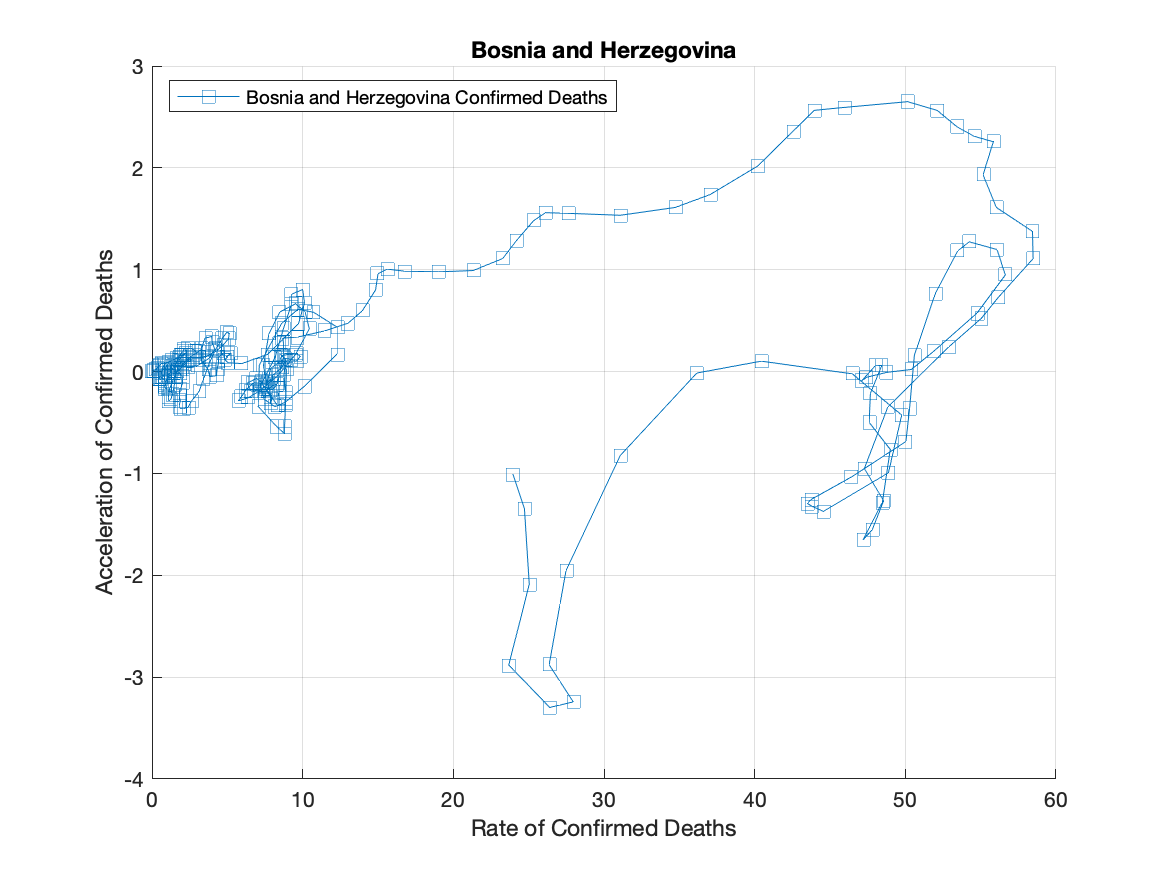 Bosnia and Herzegovina
Bosnia and Herzegovina Confirmed Deaths
3
2
1
0
-1
-2
-3
-4
Acceleration of Confirmed Deaths
0 10 20 30 40 50 60
Rate of Confirmed Deaths